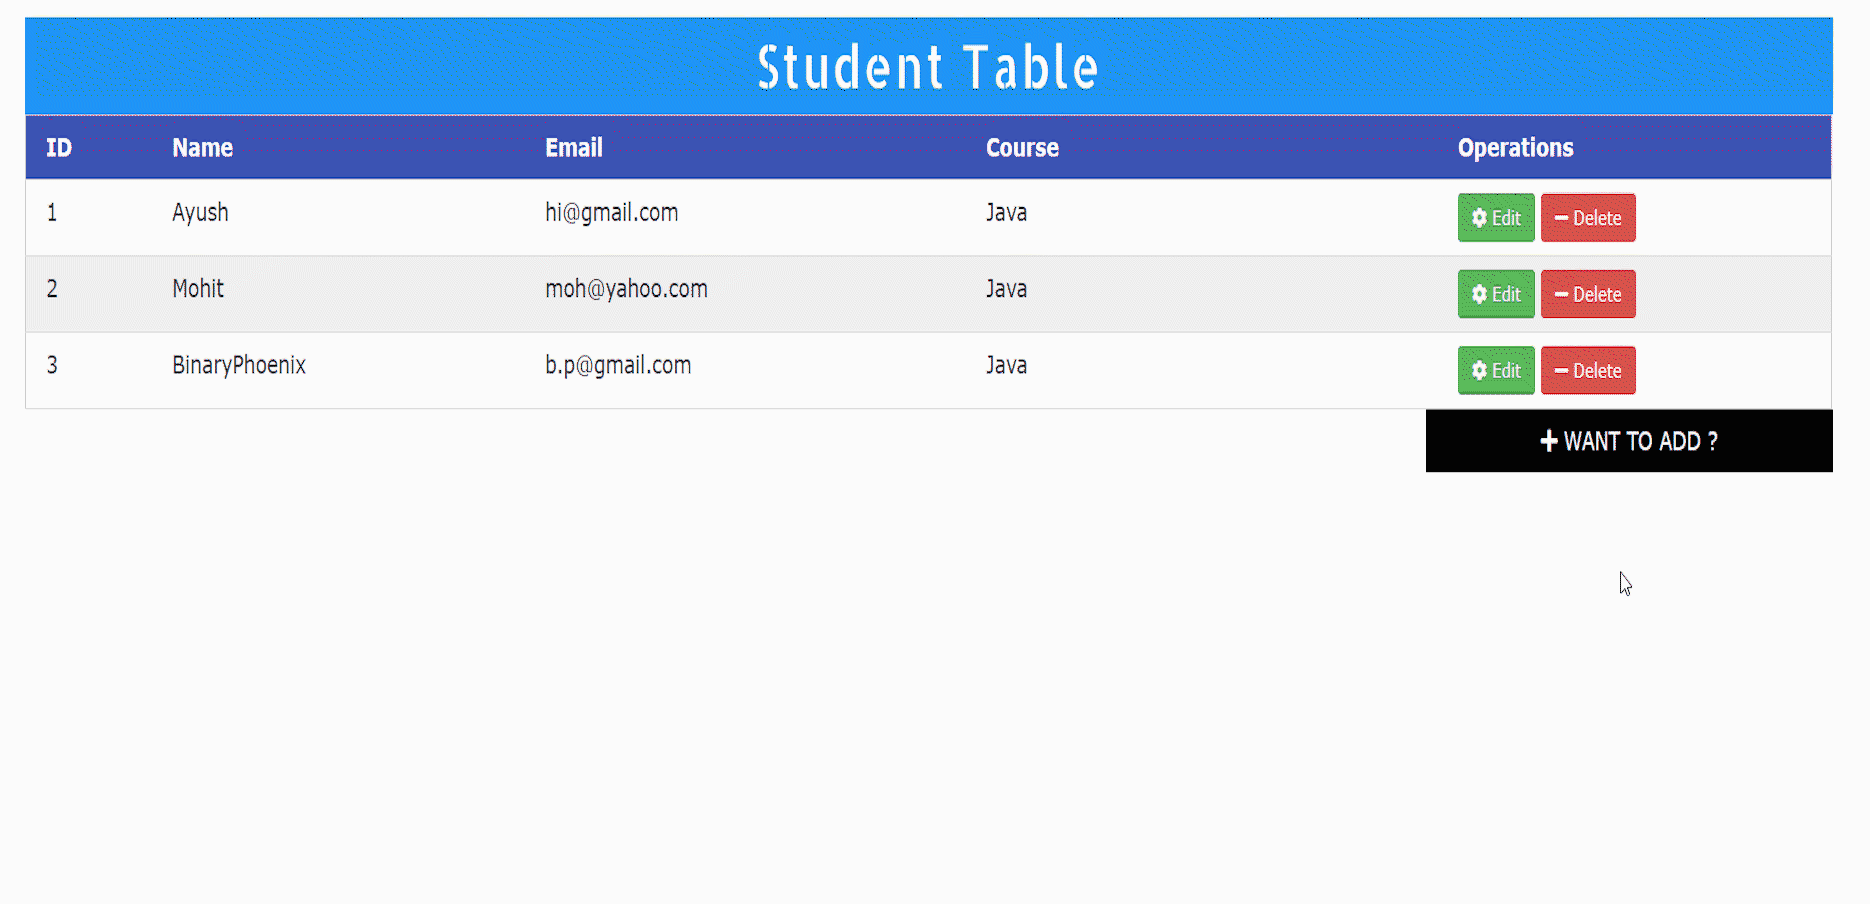 Student Table
ID Name Email Course Operations
1 Ayush hi@gmail.com Java Edit Delete
2 Mohit moh@yahoo.com Java Edit Delete
3 BinaryPhoenix b.p@gmail.com Java Edit Delete
WANT TO ADD ?